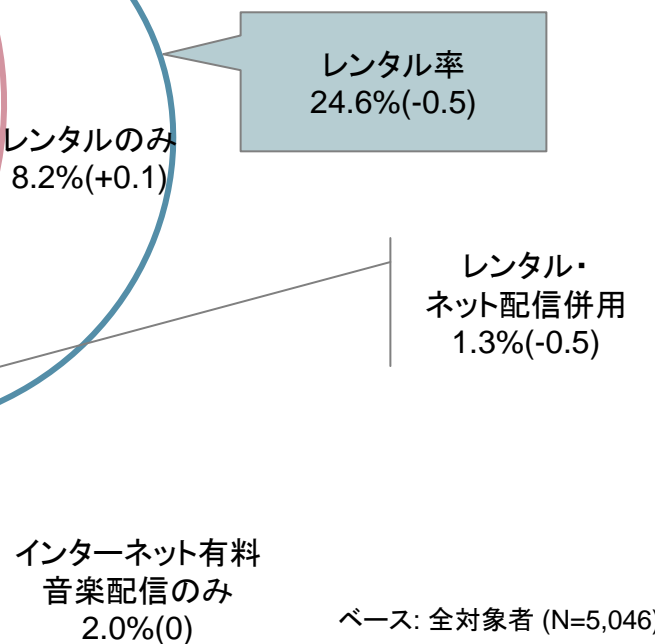 レンタル率
24.6%(-0.5)
レンタルのみ
8.2%(+0.1)
レンタル・
ネット配信併用
1.3%(-0.5)
インターネット有料
音楽配信のみ
2.0%(0)
ベース: 全対象者 (N=5,046)